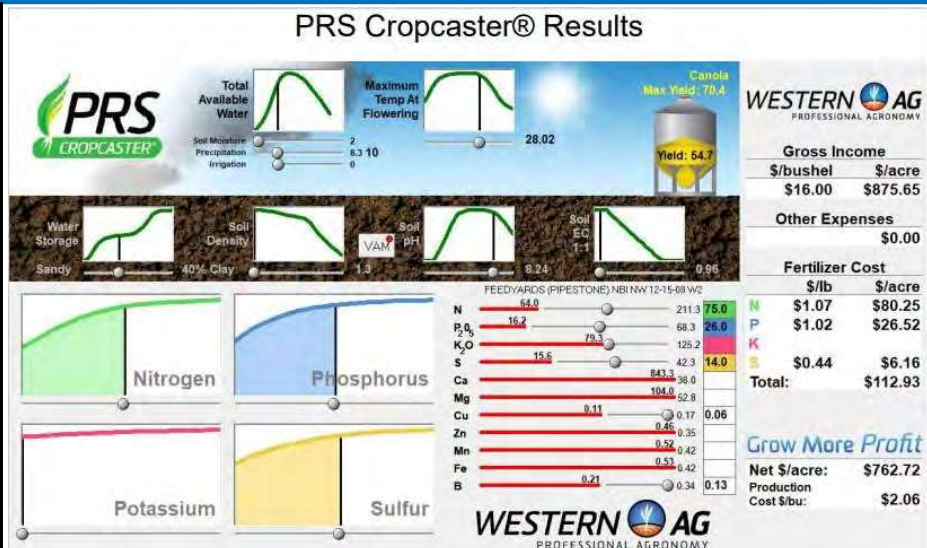 PRS Cropcaster® Results
PRS
CROPCASTER®
Total
Available
Water
Soil Moisture 2
Precipitation 8.3 10
Irrigation 0
Maximum
Temp At
Flowering
28.02
Canola
Max Yield: 70.4
Yield: 54.7
Water
Storage
Sandy
40% Clay
Soil
Density
1.3
VAM
Soil
pH
8.24
Soil
EC
1:1
0.96
Nitrogen
Phosphorus
Potassium
Sulfur
FEEDYARDS (PIPESTONE) NBI NW 12-15-08 W2
N 64.0 211.3 75.0
P2O5 16.2 68.3 26.0
K2O 79.3 125.2
S 15.6 42.3 14.0
Ca 843.3 38.0
Mg 104.0 52.8
Cu 0.11 0.17 0.06
Zn 0.46 0.35
Mn 0.52 0.42
Fe 0.53 0.42
B 0.21 0.34 0.13
WESTERN AG
PROFESSIONAL AGRONOMY
WESTERN AG
PROFESSIONAL AGRONOMY
Gross Income
$/bushel $/acre
$16.00 $875.65
Other Expenses
$0.00
Fertilizer Cost
$/lb $/acre
N $1.07 $80.25
P $1.02 $26.52
K
S $0.44 $6.16
Total: $112.93
Grow More Profit
Net $/acre: $762.72
Production
Cost $/bu: $2.06